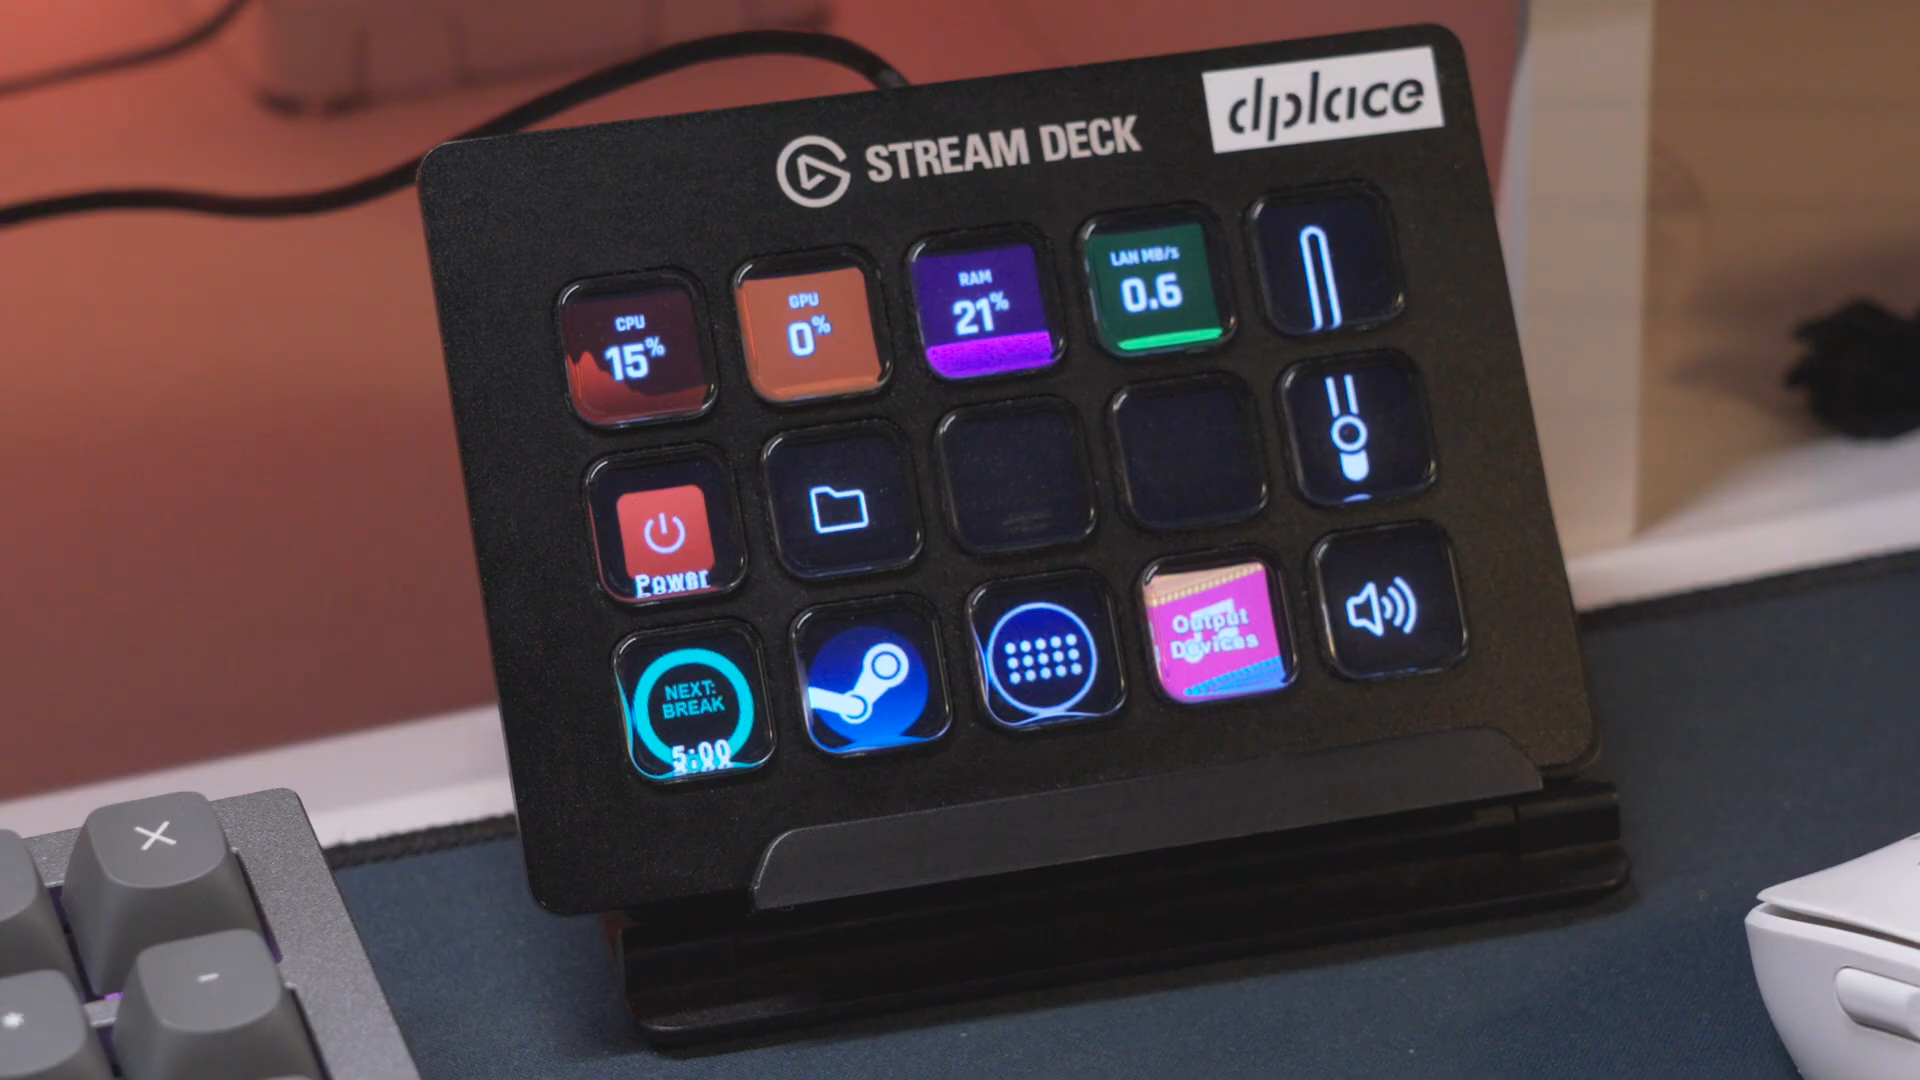 dplace
STREAM DECK
CPU
15%
GPU
0%
RAM
21%
LAN MB/s
0.6
Power
NEXT:
BREAK
5:00
Output
Devices
×
-
*